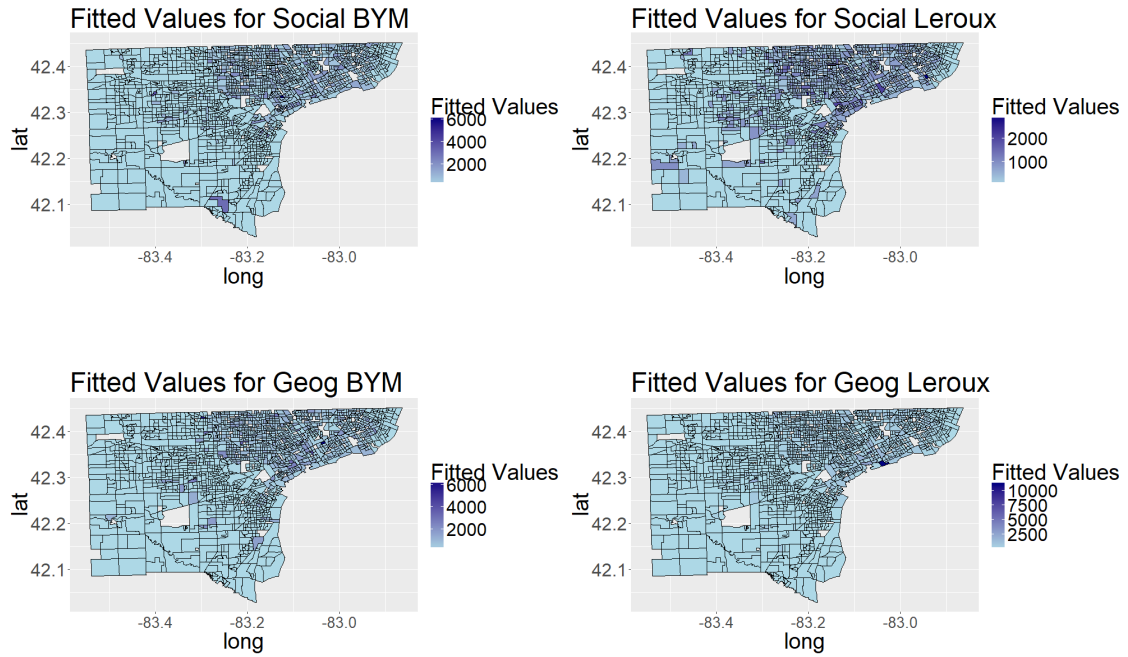 Fitted Values for Social BYM
42.4
42.3
42.2
42.1
lat
-83.4
-83.2
-83.0
long
Fitted Values
6000
4000
2000
Fitted Values for Social Leroux
42.4
42.3
42.2
42.1
lat
-83.4
-83.2
-83.0
long
Fitted Values
2000
1000
Fitted Values for Geog BYM
42.4
42.3
42.2
42.1
lat
-83.4
-83.2
-83.0
long
Fitted Values
6000
4000
2000
Fitted Values for Geog Leroux
42.4
42.3
42.2
42.1
lat
-83.4
-83.2
-83.0
long
Fitted Values
10000
7500
5000
2500